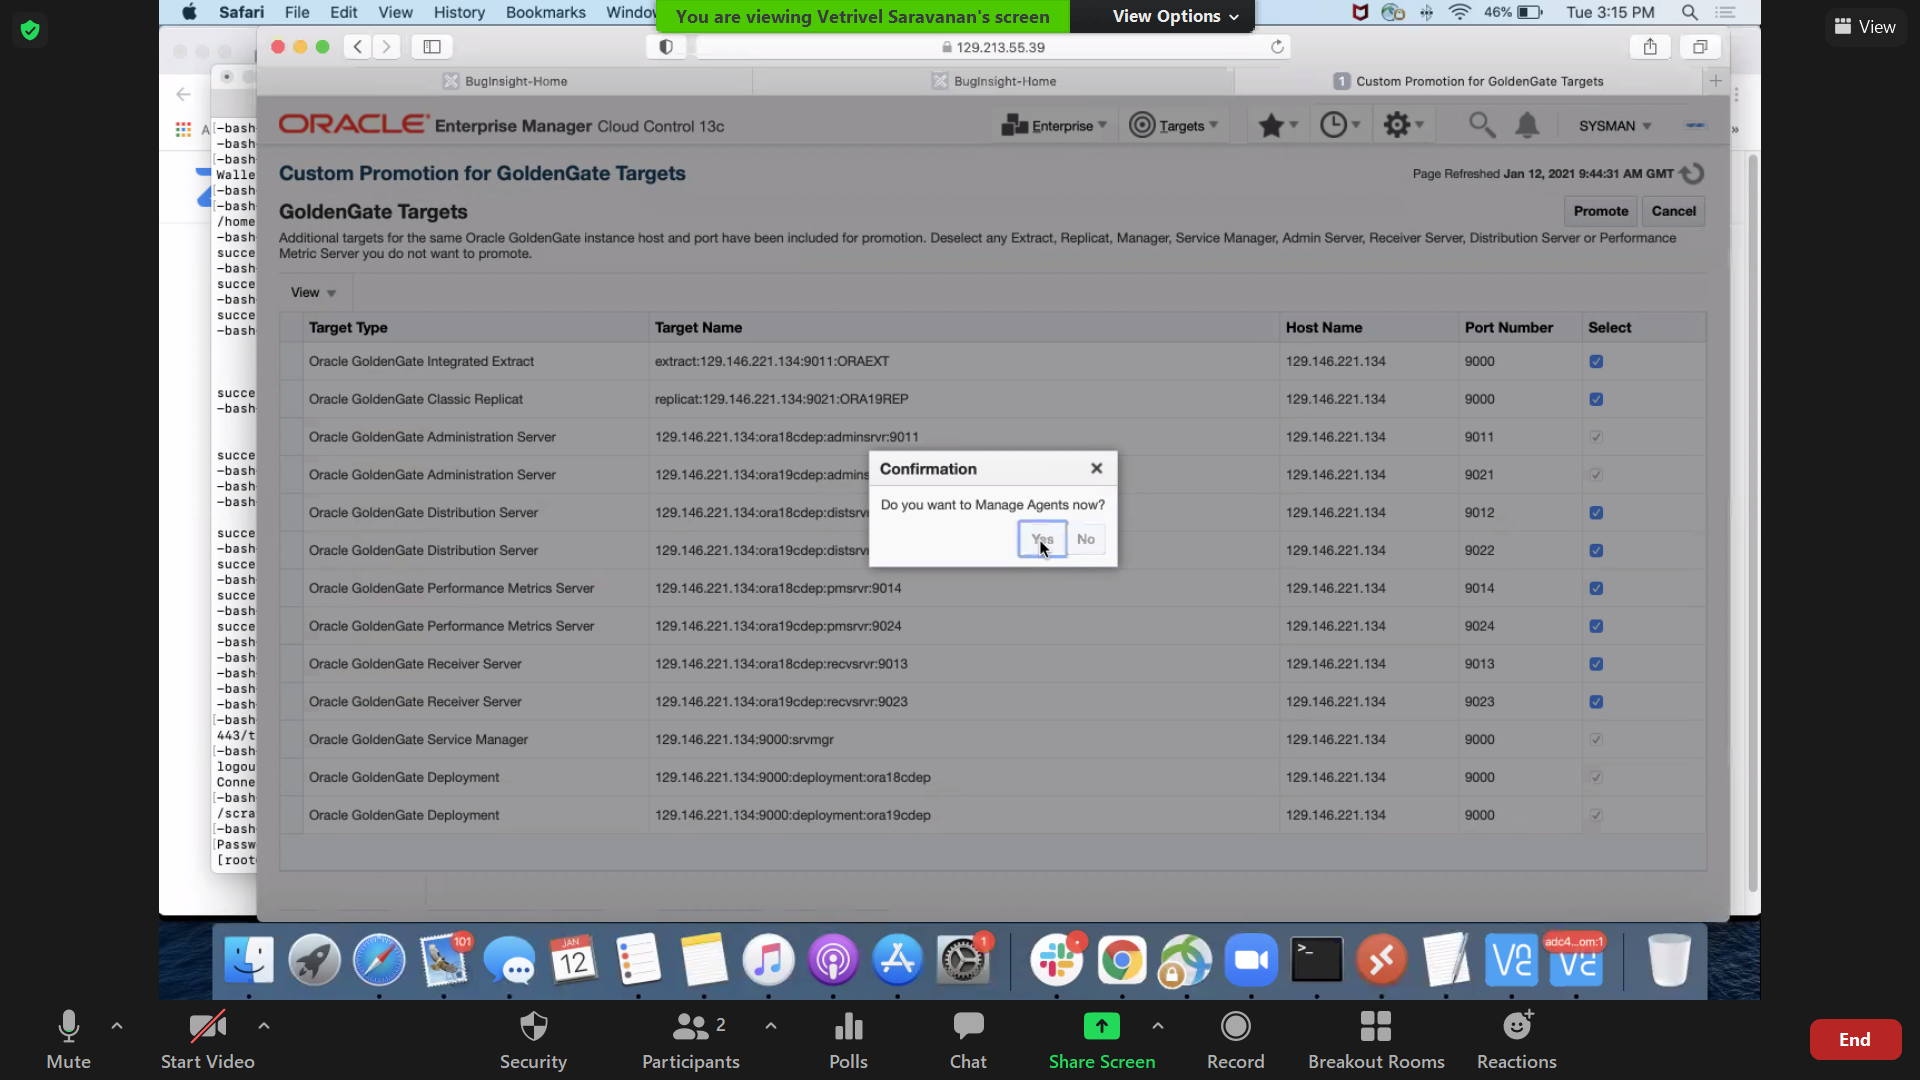 Safari File Edit View History Bookmarks Window
You are viewing Vetrivel Saravanan's screen
View Options
46% Tue 3:15 PM
View
129.213.55.39
BugInsight-Home
BugInsight-Home
1 Custom Promotion for GoldenGate Targets
ORACLE Enterprise Manager Cloud Control 13c
Enterprise
Targets
SYSMAN
Custom Promotion for GoldenGate Targets
Page Refreshed Jan 12, 2021 9:44:31 AM GMT
GoldenGate Targets
Promote
Cancel
Additional targets for the same Oracle GoldenGate instance host and port have been included for promotion. Deselect any Extract, Replicat, Manager, Service Manager, Admin Server, Receiver Server, Distribution Server or Performance
Metric Server you do not want to promote.
View
Target Type Target Name Host Name Port Number Select
Oracle GoldenGate Integrated Extract extract:129.146.221.134:9011:ORAEXT 129.146.221.134 9000
Oracle GoldenGate Classic Replicat replicat:129.146.221.134:9021:ORA19REP 129.146.221.134 9000
Oracle GoldenGate Administration Server 129.146.221.134:ora18cdep:adminsrvr:9011 129.146.221.134 9011
Oracle GoldenGate Administration Server 129.146.221.134:ora19cdep:admins 129.146.221.134 9021
Oracle GoldenGate Distribution Server 129.146.221.134:ora18cdep:distsrv 129.146.221.134 9012
Oracle GoldenGate Distribution Server 129.146.221.134:ora19cdep:distsrv 129.146.221.134 9022
Oracle GoldenGate Performance Metrics Server 129.146.221.134:ora18cdep:pmsrvr:9014 129.146.221.134 9014
Oracle GoldenGate Performance Metrics Server 129.146.221.134:ora19cdep:pmsrvr:9024 129.146.221.134 9024
Oracle GoldenGate Receiver Server 129.146.221.134:ora18cdep:recvsrvr:9013 129.146.221.134 9013
Oracle GoldenGate Receiver Server 129.146.221.134:ora19cdep:recvsrvr:9023 129.146.221.134 9023
Oracle GoldenGate Service Manager 129.146.221.134:9000:srvmgr 129.146.221.134 9000
Oracle GoldenGate Deployment 129.146.221.134:9000:deployment:ora18cdep 129.146.221.134 9000
Oracle GoldenGate Deployment 129.146.221.134:9000:deployment:ora19cdep 129.146.221.134 9000
Confirmation
Do you want to Manage Agents now?
Yes No
A
[-bash
-bash
[-bash
Walle
[-bash
[-bash
/home
-bash
succe
-bash
succe
-bash
succe
-bash
succe
-bash
succe
-bash
-bash
-bash
succe
-bash
succe
-bash
succe
-bash
succe
-bash
-bash
-bash
-bash
-bash
[-bash
443/t
[-bash
logou
Conne
[-bash
/scra
[-bash
[Passw
[root
101
JAN
12
1
adc4...om:1
Mute
Start Video
Security
2
Participants
Polls
Chat
Share Screen
Record
Breakout Rooms
Reactions
End